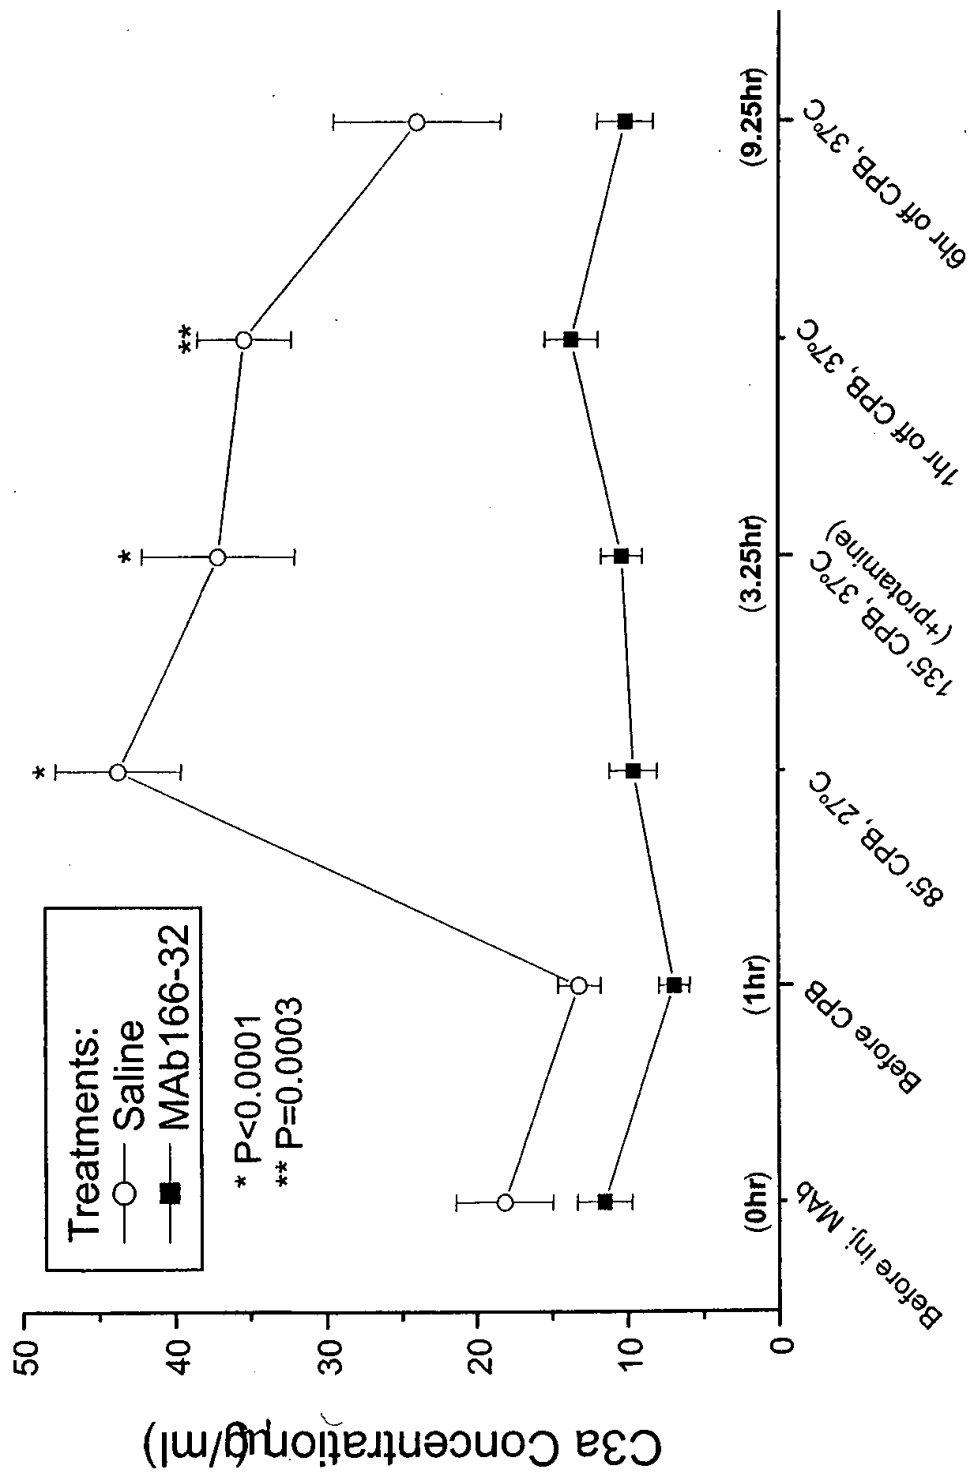 C3a Concentration(µg/ml)
50
40
30
20
10
0
Treatments:
Saline
MAb166-32
* P<0.0001
** P=0.0003
*
*
**
(0hr)
(1hr)
(3.25hr)
(9.25hr)
Before inj. MAb
Before CPB
85' CPB, 27°C
135' CPB, 37°C
(+protamine)
1hr off CPB, 37°C
6hr off CPB, 37°C